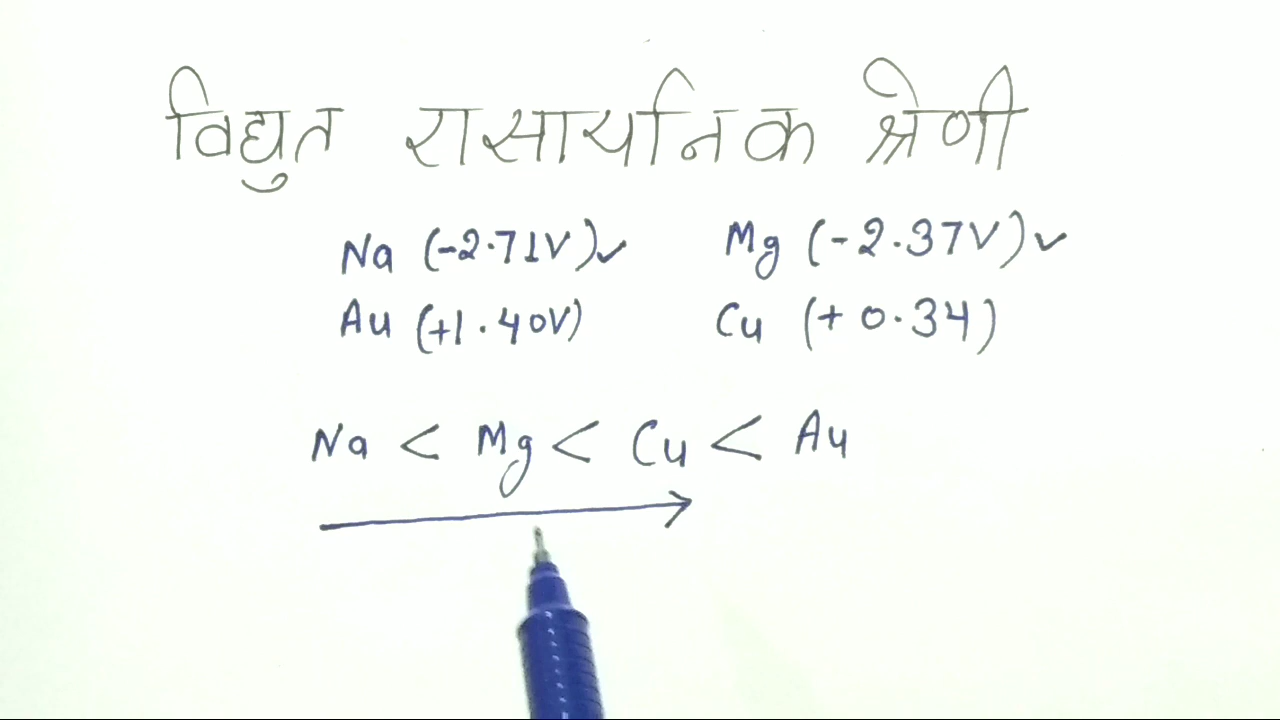 विद्युत रासायनिक श्रेणी
Na (-2.71V)✓ Mg (-2.37V)✓
Au (+1.40V) Cu (+0.34)
Na < Mg < Cu < Au